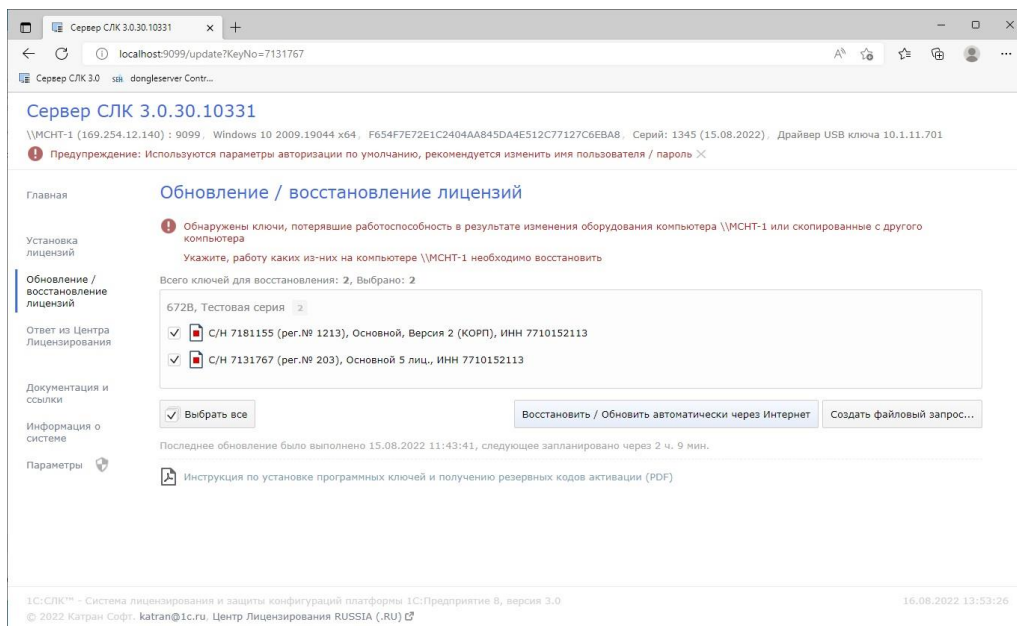 Сервер СЛК 3.0.30.10331
localhost:9099/update?KeyNo=7131767
Сервер СЛК 3.0 SEH dongleserver Contr...
Сервер СЛК 3.0.30.10331
\\MCHT-1 (169.254.12.140) : 9099, Windows 10 2009.19044 x64, F654F7E72E1C2404AA845DA4E512C77127C6EBA8, Серий: 1345 (15.08.2022), Драйвер USB ключа 10.1.11.701
Предупреждение: Используются параметры авторизации по умолчанию, рекомендуется изменить имя пользователя / пароль
Главная
Установка
лицензий
Обновление /
восстановление
лицензий
Ответ из Центра
Лицензирования
Документация и
ссылки
Информация о
системе
Параметры
Обновление / восстановление лицензий
Обнаружены ключи, потерявшие работоспособность в результате изменения оборудования компьютера \\MCHT-1 или скопированные с другого
компьютера
Укажите, работу каких из-них на компьютере \\MCHT-1 необходимо восстановить
Всего ключей для восстановления: 2, Выбрано: 2
672B, Тестовая серия 2
С/Н 7181155 (рег.№ 1213), Основной, Версия 2 (КОРП), ИНН 7710152113
С/Н 7131767 (рег.№ 203), Основной 5 лиц., ИНН 7710152113
Выбрать все
Восстановить / Обновить автоматически через Интернет
Создать файловый запрос...
Последнее обновление было выполнено 15.08.2022 11:43:41, следующее запланировано через 2 ч. 9 мин.
Инструкция по установке программных ключей и получению резервных кодов активации (PDF)
1С:СЛК™ - Система лицензирования и защиты конфигураций платформы 1С:Предприятие 8, версия 3.0
16.08.2022 13:53:26
© 2022 Катран Софт. katran@1c.ru, Центр Лицензирования RUSSIA (.RU)